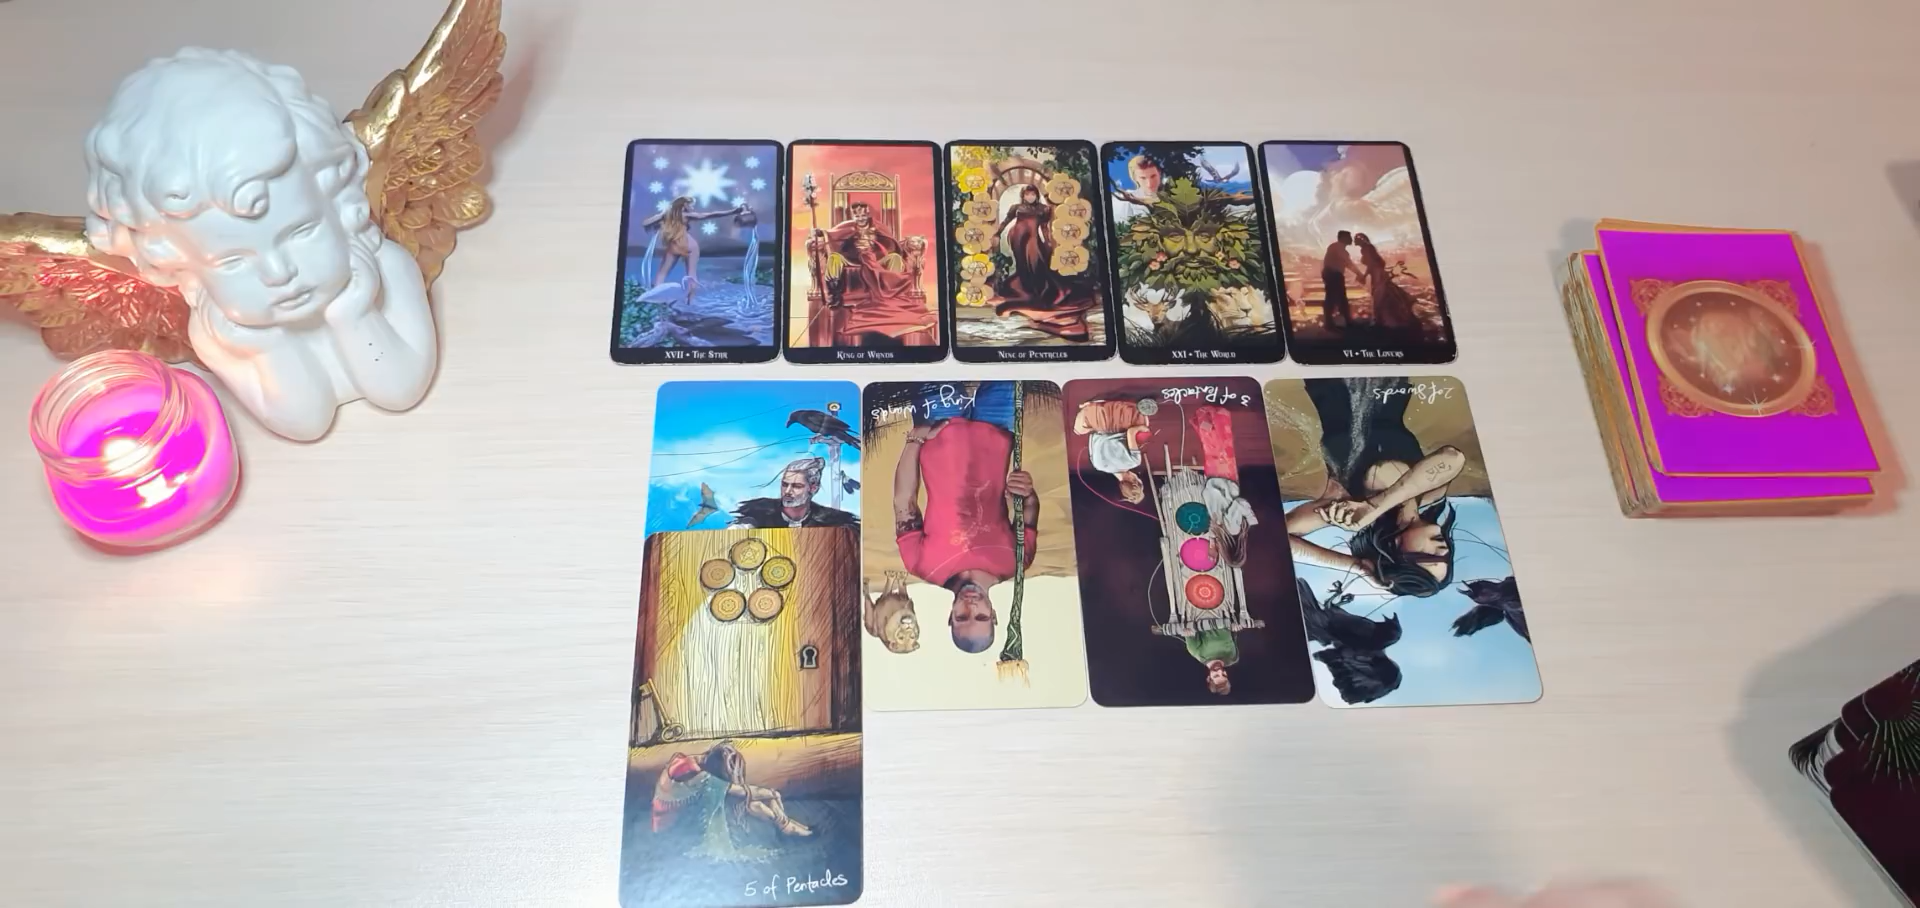 XVII • The Star
King of Wands
Nine of Pentacles
XXI • The World
VI • The Lovers
King of Wands
3 of Pentacles
2 of Swords
5 of Pentacles